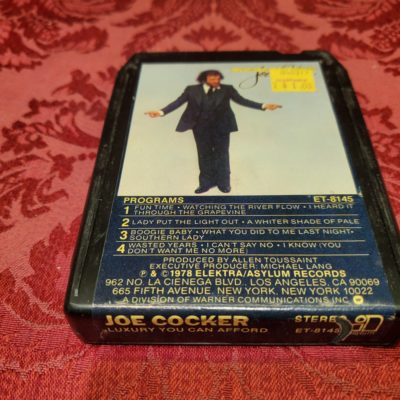 PROGRAMS ET-8145
1 FUN TIME • WATCHING THE RIVER FLOW • I HEARD IT
THROUGH THE GRAPEVINE
2 LADY PUT THE LIGHT OUT • A WHITER SHADE OF PALE
3 BOOGIE BABY • WHAT YOU DID TO ME LAST NIGHT•
SOUTHERN LADY
4 WASTED YEARS • I CAN'T SAY NO • I KNOW (YOU
DON'T WANT ME NO MORE)
PRODUCED BY ALLEN TOUSSAINT
EXECUTIVE PRODUCER: MICHAEL LANG
℗ & © 1978 ELEKTRA/ASYLUM RECORDS
962 NO. LA CIENEGA BLVD., LOS ANGELES, CA 90069
665 FIFTH AVENUE, NEW YORK, NEW YORK 10022
A DIVISION OF WARNER COMMUNICATIONS INC.
JOE COCKER STEREO
LUXURY YOU CAN AFFORD ET-8145